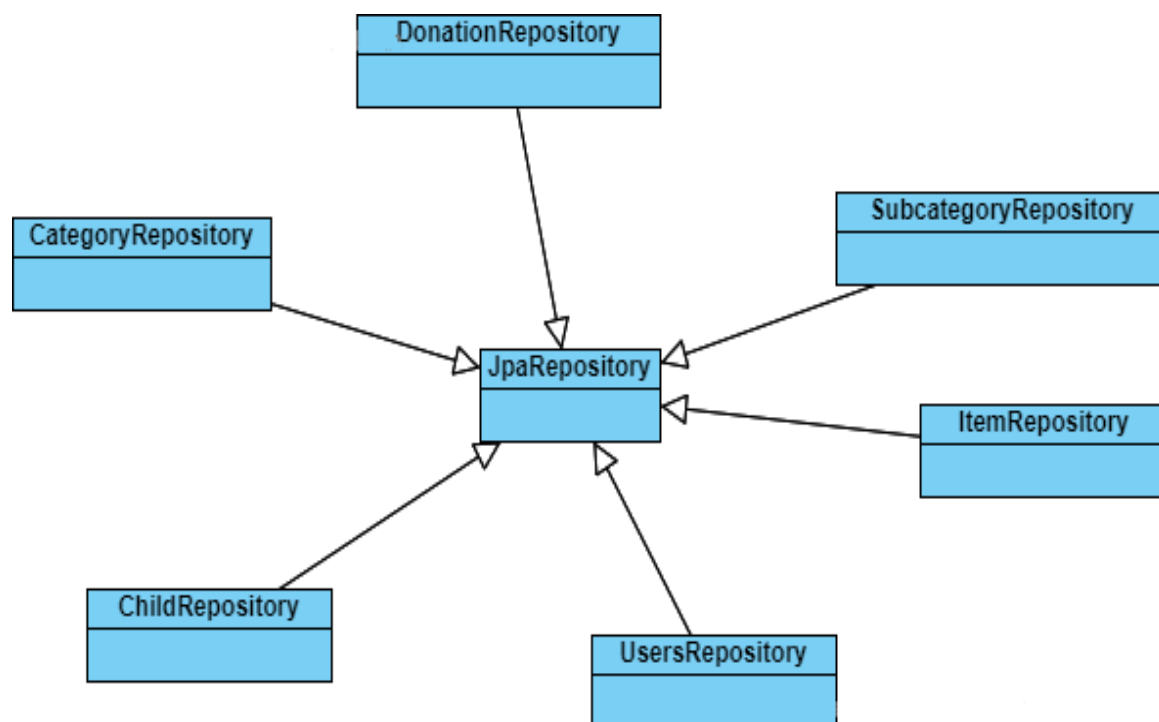 DonationRepository
SubcategoryRepository
CategoryRepository
JpaRepository
ItemRepository
ChildRepository
UsersRepository